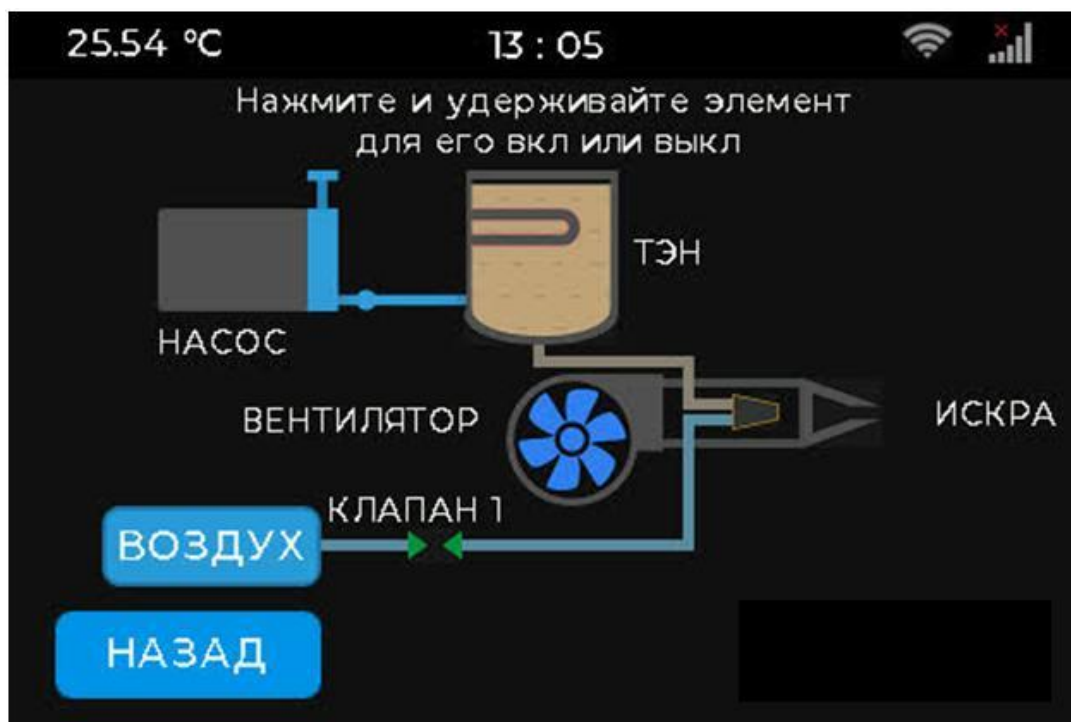 25.54 ℃
13 : 05
Нажмите и удерживайте элемент
для его вкл или выкл
ТЭН
НАСОС
ВЕНТИЛЯТОР
ИСКРА
КЛАПАН 1
ВОЗДУХ
НАЗАД